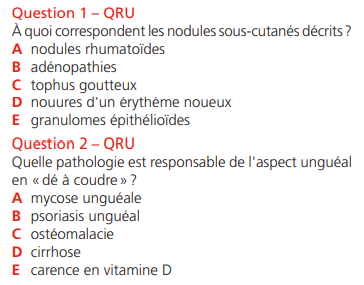 Question 1 – QRU
À quoi correspondent les nodules sous-cutanés décrits ?
A nodules rhumatoïdes
B adénopathies
C tophus goutteux
D nouures d'un érythème noueux
E granulomes épithélioïdes
Question 2 – QRU
Quelle pathologie est responsable de l'aspect unguéal
en « dé à coudre » ?
A mycose unguéale
B psoriasis unguéal
C ostéomalacie
D cirrhose
E carence en vitamine D